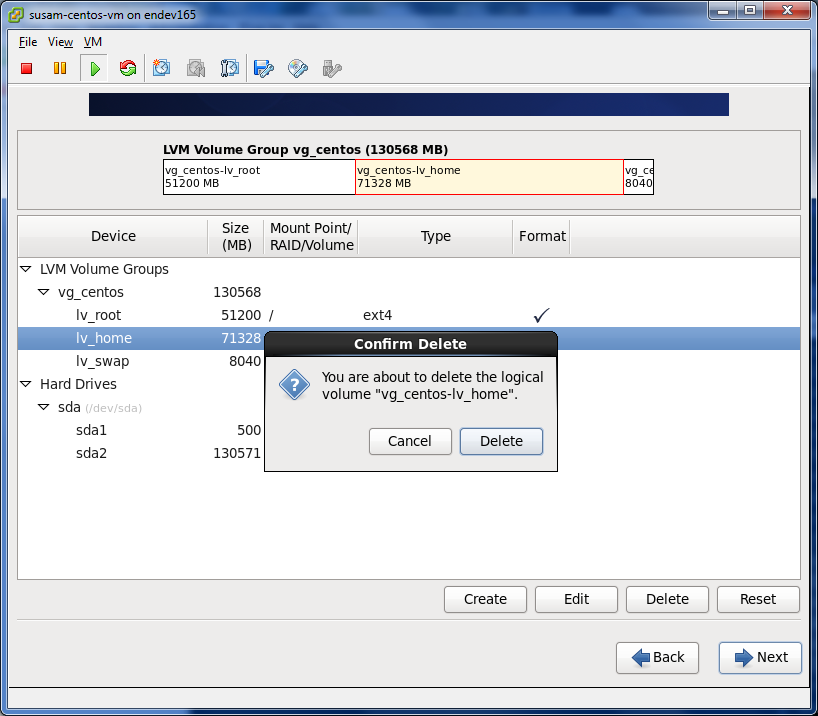 susam-centos-vm on endev165
File View VM
LVM Volume Group vg_centos (130568 MB)
vg_centos-lv_root
51200 MB
vg_centos-lv_home
71328 MB
vg_ce
8040
Device
Size
(MB)
Mount Point/
RAID/Volume
Type
Format
LVM Volume Groups
vg_centos 130568
lv_root 51200 / ext4
lv_home 71328
lv_swap 8040
Hard Drives
sda (/dev/sda)
sda1 500
sda2 130571
Confirm Delete
You are about to delete the logical
volume "vg_centos-lv_home".
Cancel Delete
Create Edit Delete Reset
Back Next